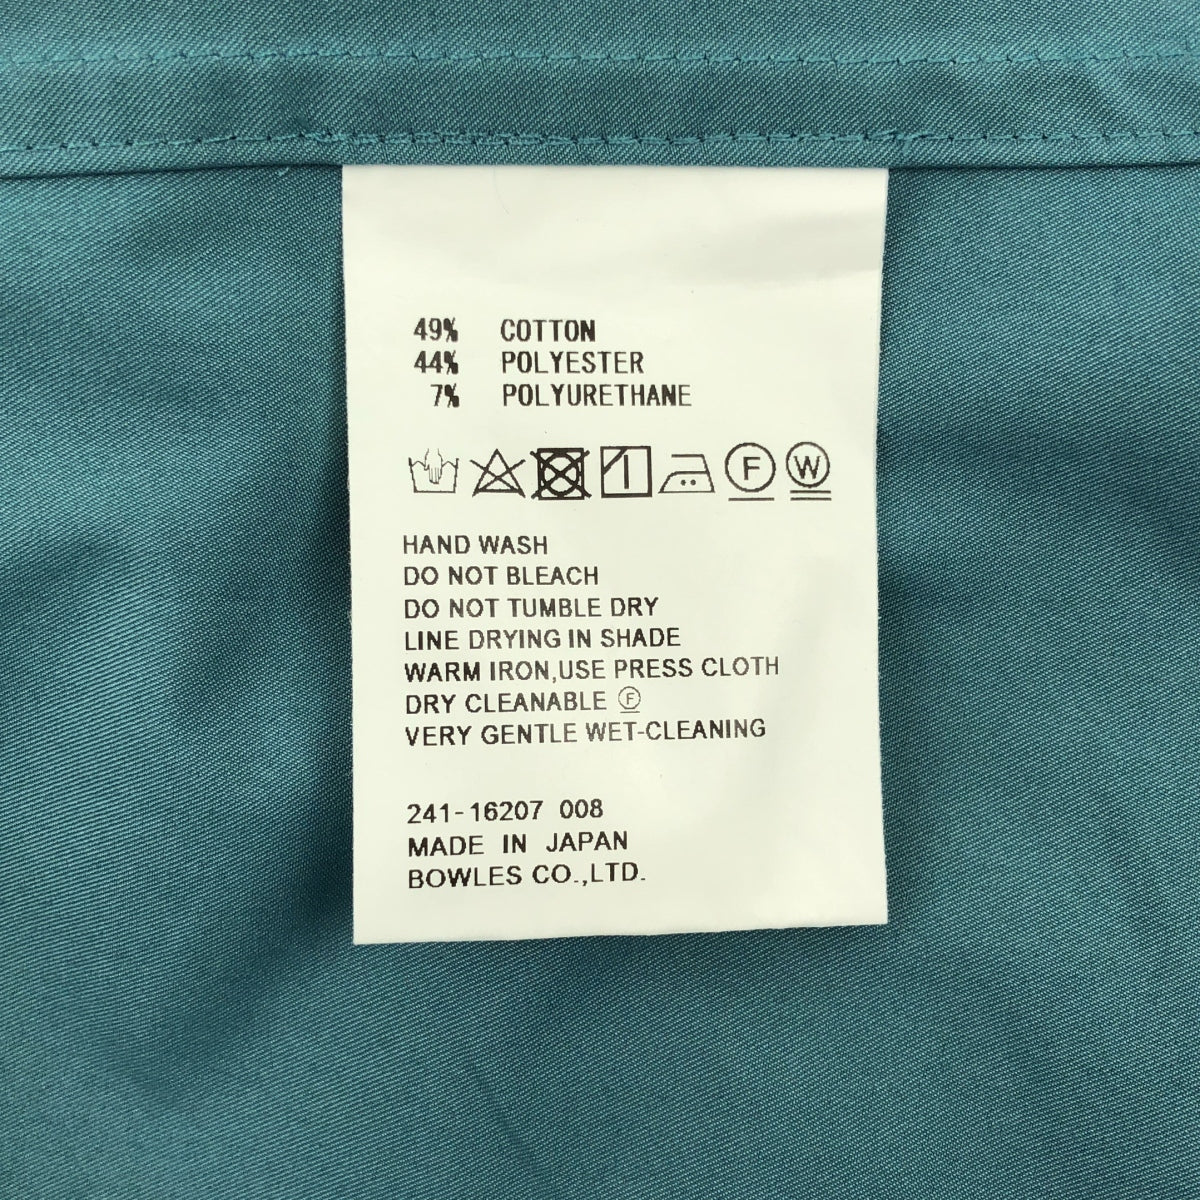 49% COTTON
44% POLYESTER
7% POLYURETHANE
F W
HAND WASH
DO NOT BLEACH
DO NOT TUMBLE DRY
LINE DRYING IN SHADE
WARM IRON,USE PRESS CLOTH
DRY CLEANABLE Ⓕ
VERY GENTLE WET-CLEANING
241-16207 008
MADE IN JAPAN
BOWLES CO.,LTD.